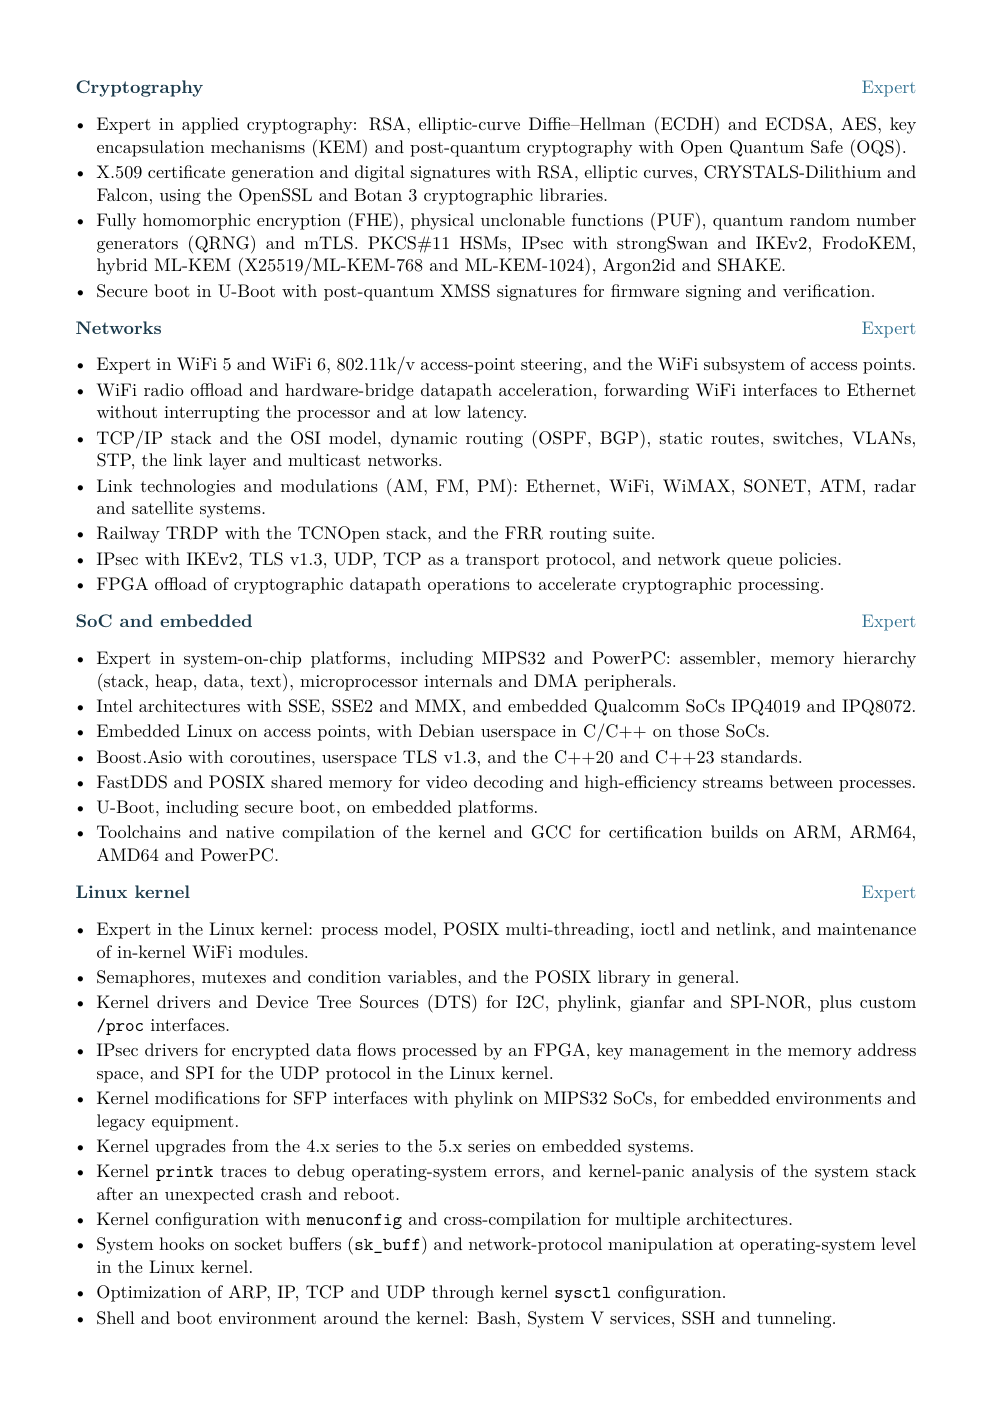 Cryptography Expert
• Expert in applied cryptography: RSA, elliptic-curve Diffie–Hellman (ECDH) and ECDSA, AES, key
encapsulation mechanisms (KEM) and post-quantum cryptography with Open Quantum Safe (OQS).
• X.509 certificate generation and digital signatures with RSA, elliptic curves, CRYSTALS-Dilithium and
Falcon, using the OpenSSL and Botan 3 cryptographic libraries.
• Fully homomorphic encryption (FHE), physical unclonable functions (PUF), quantum random number
generators (QRNG) and mTLS. PKCS#11 HSMs, IPsec with strongSwan and IKEv2, FrodoKEM,
hybrid ML-KEM (X25519/ML-KEM-768 and ML-KEM-1024), Argon2id and SHAKE.
• Secure boot in U-Boot with post-quantum XMSS signatures for firmware signing and verification.
Networks Expert
• Expert in WiFi 5 and WiFi 6, 802.11k/v access-point steering, and the WiFi subsystem of access points.
• WiFi radio offload and hardware-bridge datapath acceleration, forwarding WiFi interfaces to Ethernet
without interrupting the processor and at low latency.
• TCP/IP stack and the OSI model, dynamic routing (OSPF, BGP), static routes, switches, VLANs,
STP, the link layer and multicast networks.
• Link technologies and modulations (AM, FM, PM): Ethernet, WiFi, WiMAX, SONET, ATM, radar
and satellite systems.
• Railway TRDP with the TCNOpen stack, and the FRR routing suite.
• IPsec with IKEv2, TLS v1.3, UDP, TCP as a transport protocol, and network queue policies.
• FPGA offload of cryptographic datapath operations to accelerate cryptographic processing.
SoC and embedded Expert
• Expert in system-on-chip platforms, including MIPS32 and PowerPC: assembler, memory hierarchy
(stack, heap, data, text), microprocessor internals and DMA peripherals.
• Intel architectures with SSE, SSE2 and MMX, and embedded Qualcomm SoCs IPQ4019 and IPQ8072.
• Embedded Linux on access points, with Debian userspace in C/C++ on those SoCs.
• Boost.Asio with coroutines, userspace TLS v1.3, and the C++20 and C++23 standards.
• FastDDS and POSIX shared memory for video decoding and high-efficiency streams between processes.
• U-Boot, including secure boot, on embedded platforms.
• Toolchains and native compilation of the kernel and GCC for certification builds on ARM, ARM64,
AMD64 and PowerPC.
Linux kernel Expert
• Expert in the Linux kernel: process model, POSIX multi-threading, ioctl and netlink, and maintenance
of in-kernel WiFi modules.
• Semaphores, mutexes and condition variables, and the POSIX library in general.
• Kernel drivers and Device Tree Sources (DTS) for I2C, phylink, gianfar and SPI-NOR, plus custom
/proc interfaces.
• IPsec drivers for encrypted data flows processed by an FPGA, key management in the memory address
space, and SPI for the UDP protocol in the Linux kernel.
• Kernel modifications for SFP interfaces with phylink on MIPS32 SoCs, for embedded environments and
legacy equipment.
• Kernel upgrades from the 4.x series to the 5.x series on embedded systems.
• Kernel printk traces to debug operating-system errors, and kernel-panic analysis of the system stack
after an unexpected crash and reboot.
• Kernel configuration with menuconfig and cross-compilation for multiple architectures.
• System hooks on socket buffers (sk_buff) and network-protocol manipulation at operating-system level
in the Linux kernel.
• Optimization of ARP, IP, TCP and UDP through kernel sysctl configuration.
• Shell and boot environment around the kernel: Bash, System V services, SSH and tunneling.